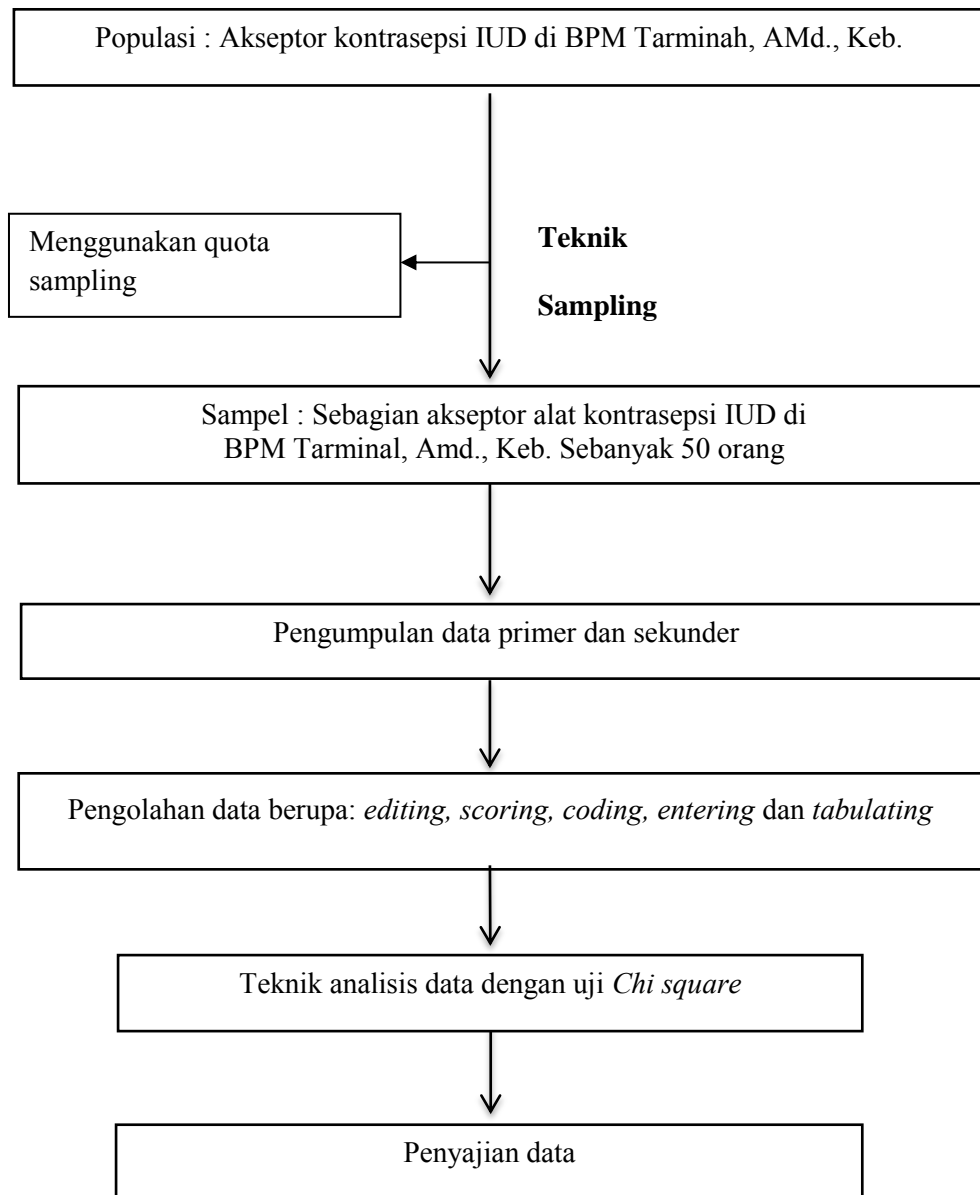 Populasi : Akseptor kontrasepsi IUD di BPM Tarminah, AMd., Keb.
Menggunakan quota
sampling
Teknik
Sampling
Sampel : Sebagian akseptor alat kontrasepsi IUD di
BPM Tarminal, Amd., Keb. Sebanyak 50 orang
Pengumpulan data primer dan sekunder
Pengolahan data berupa: editing, scoring, coding, entering dan tabulating
Teknik analisis data dengan uji Chi square
Penyajian data